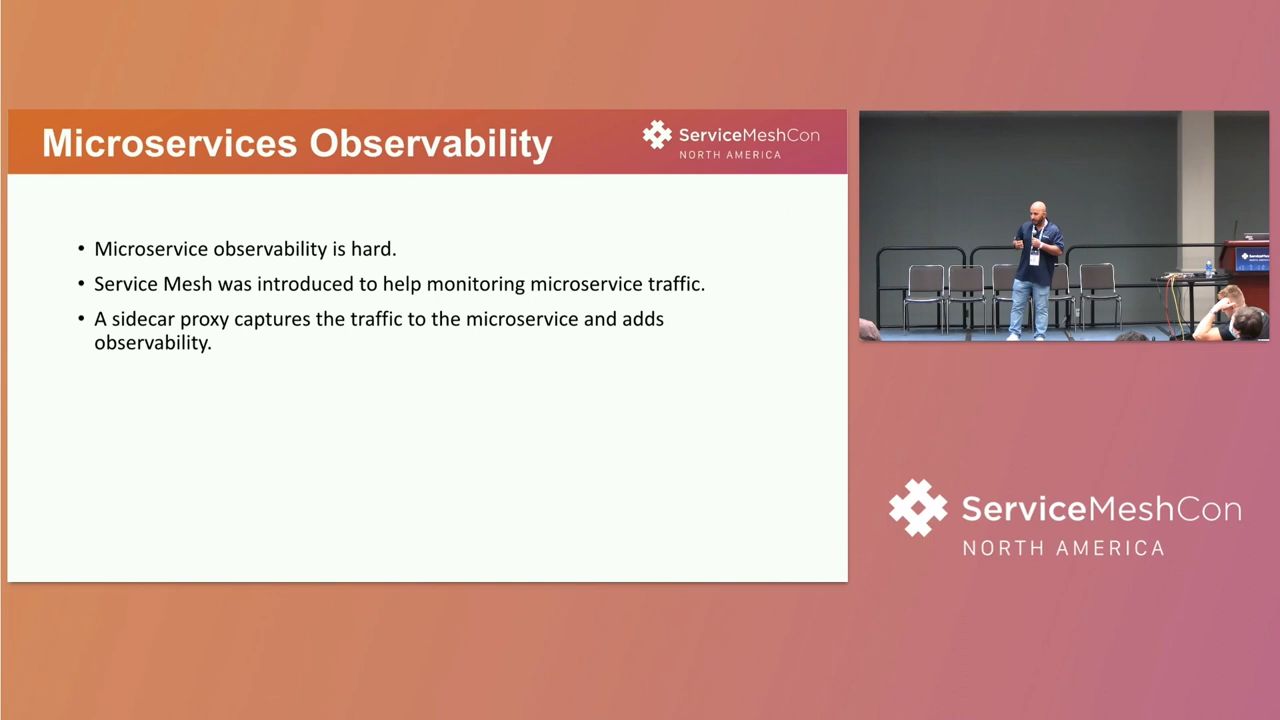 Microservices Observability
ServiceMeshCon
NORTH AMERICA
• Microservice observability is hard.
• Service Mesh was introduced to help monitoring microservice traffic.
• A sidecar proxy captures the traffic to the microservice and adds
observability.
ServiceMeshCon
NORTH AMERICA